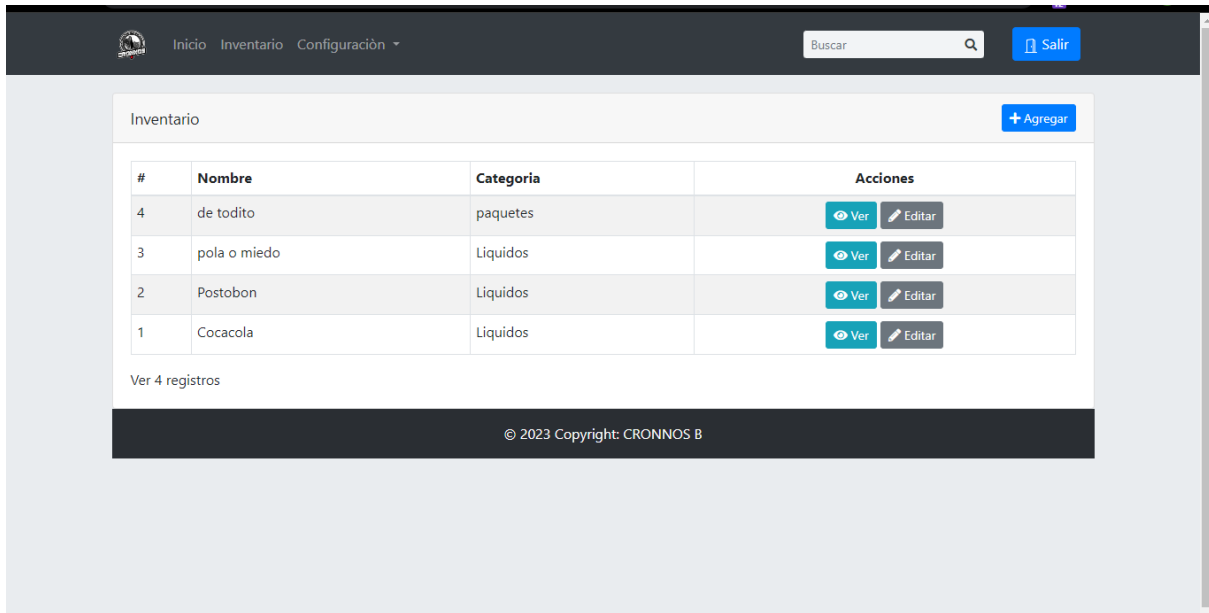 CRONNOS
Inicio Inventario Configuraciòn Buscar Salir
Inventario Agregar
# Nombre Categoria Acciones
4 de todito paquetes Ver Editar
3 pola o miedo Liquidos Ver Editar
2 Postobon Liquidos Ver Editar
1 Cocacola Liquidos Ver Editar
Ver 4 registros
© 2023 Copyright: CRONNOS B